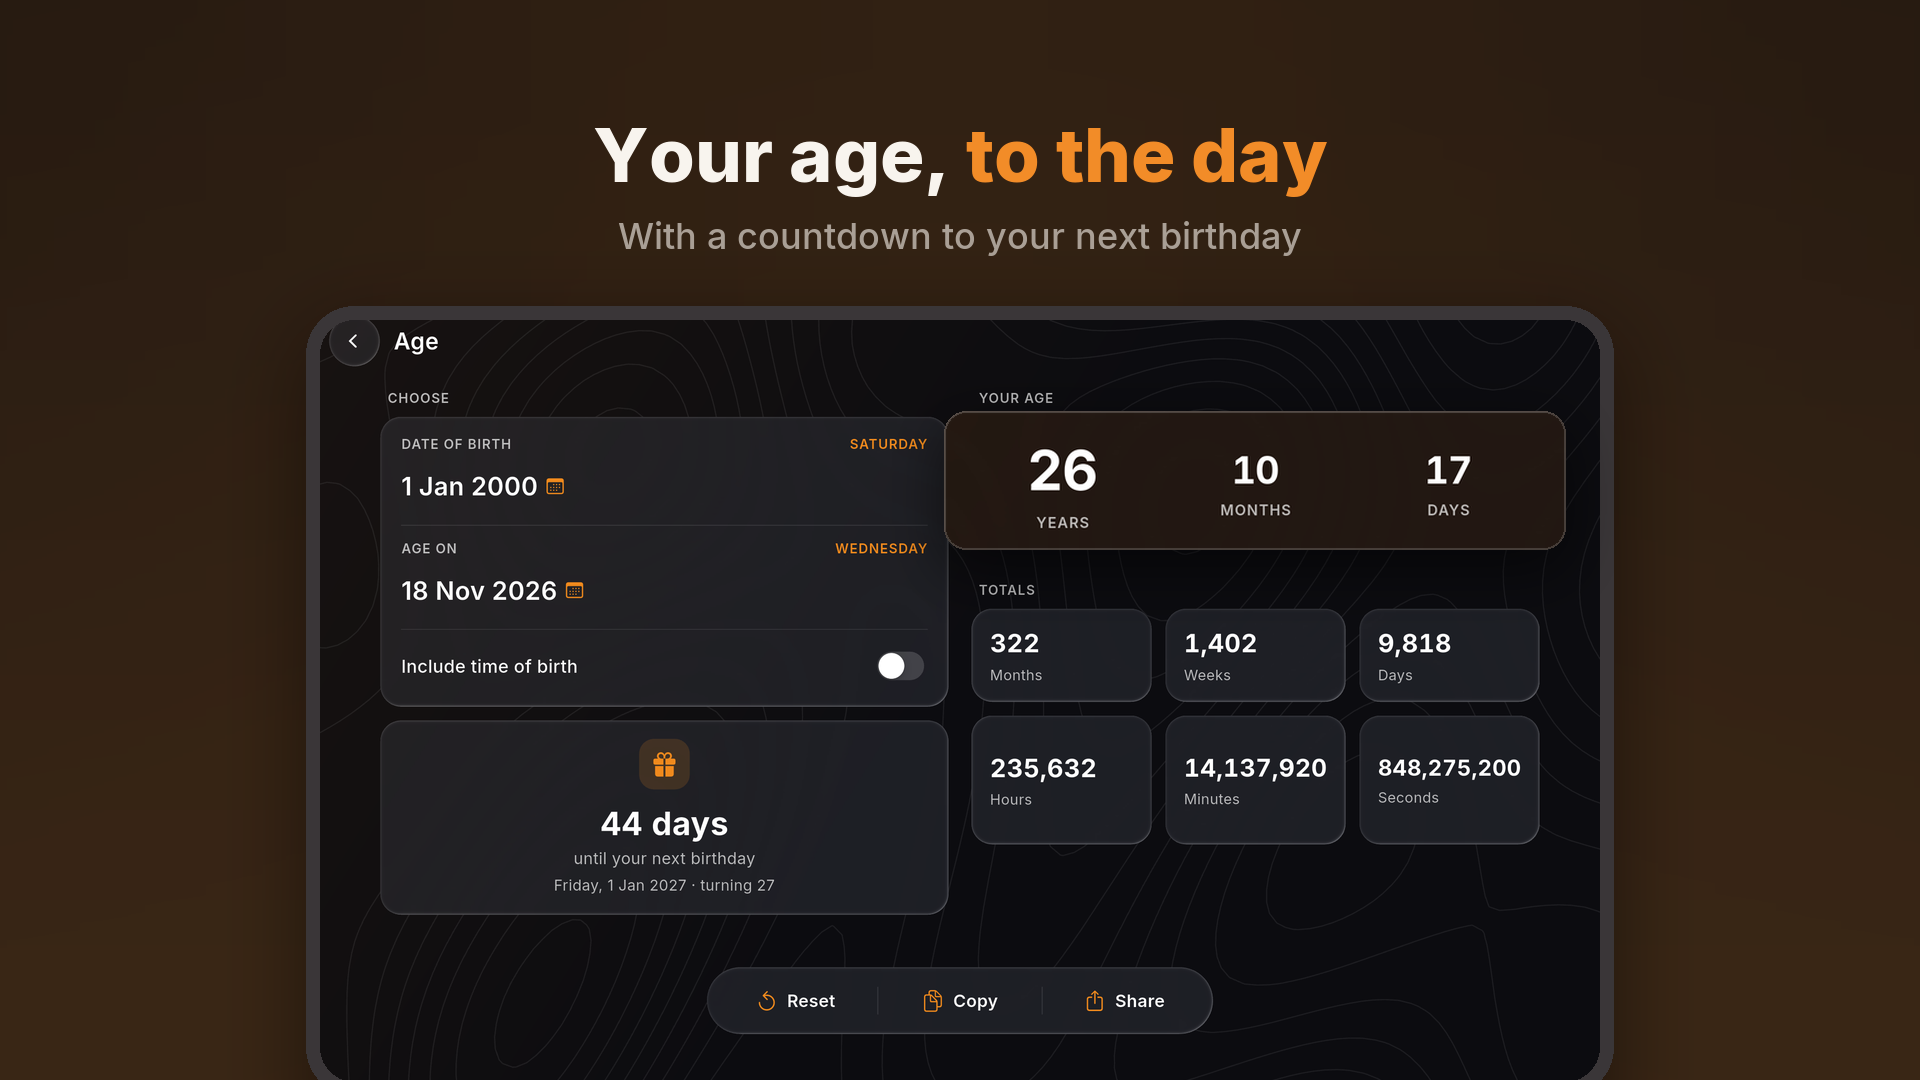 Your age, to the day
With a countdown to your next birthday
Age
CHOOSE
DATE OF BIRTH
SATURDAY
1 Jan 2000
AGE ON
WEDNESDAY
18 Nov 2026
Include time of birth
44 days
until your next birthday
Friday, 1 Jan 2027 · turning 27
YOUR AGE
26
YEARS
10
MONTHS
17
DAYS
TOTALS
322
Months
1,402
Weeks
9,818
Days
235,632
Hours
14,137,920
Minutes
848,275,200
Seconds
Reset
Copy
Share